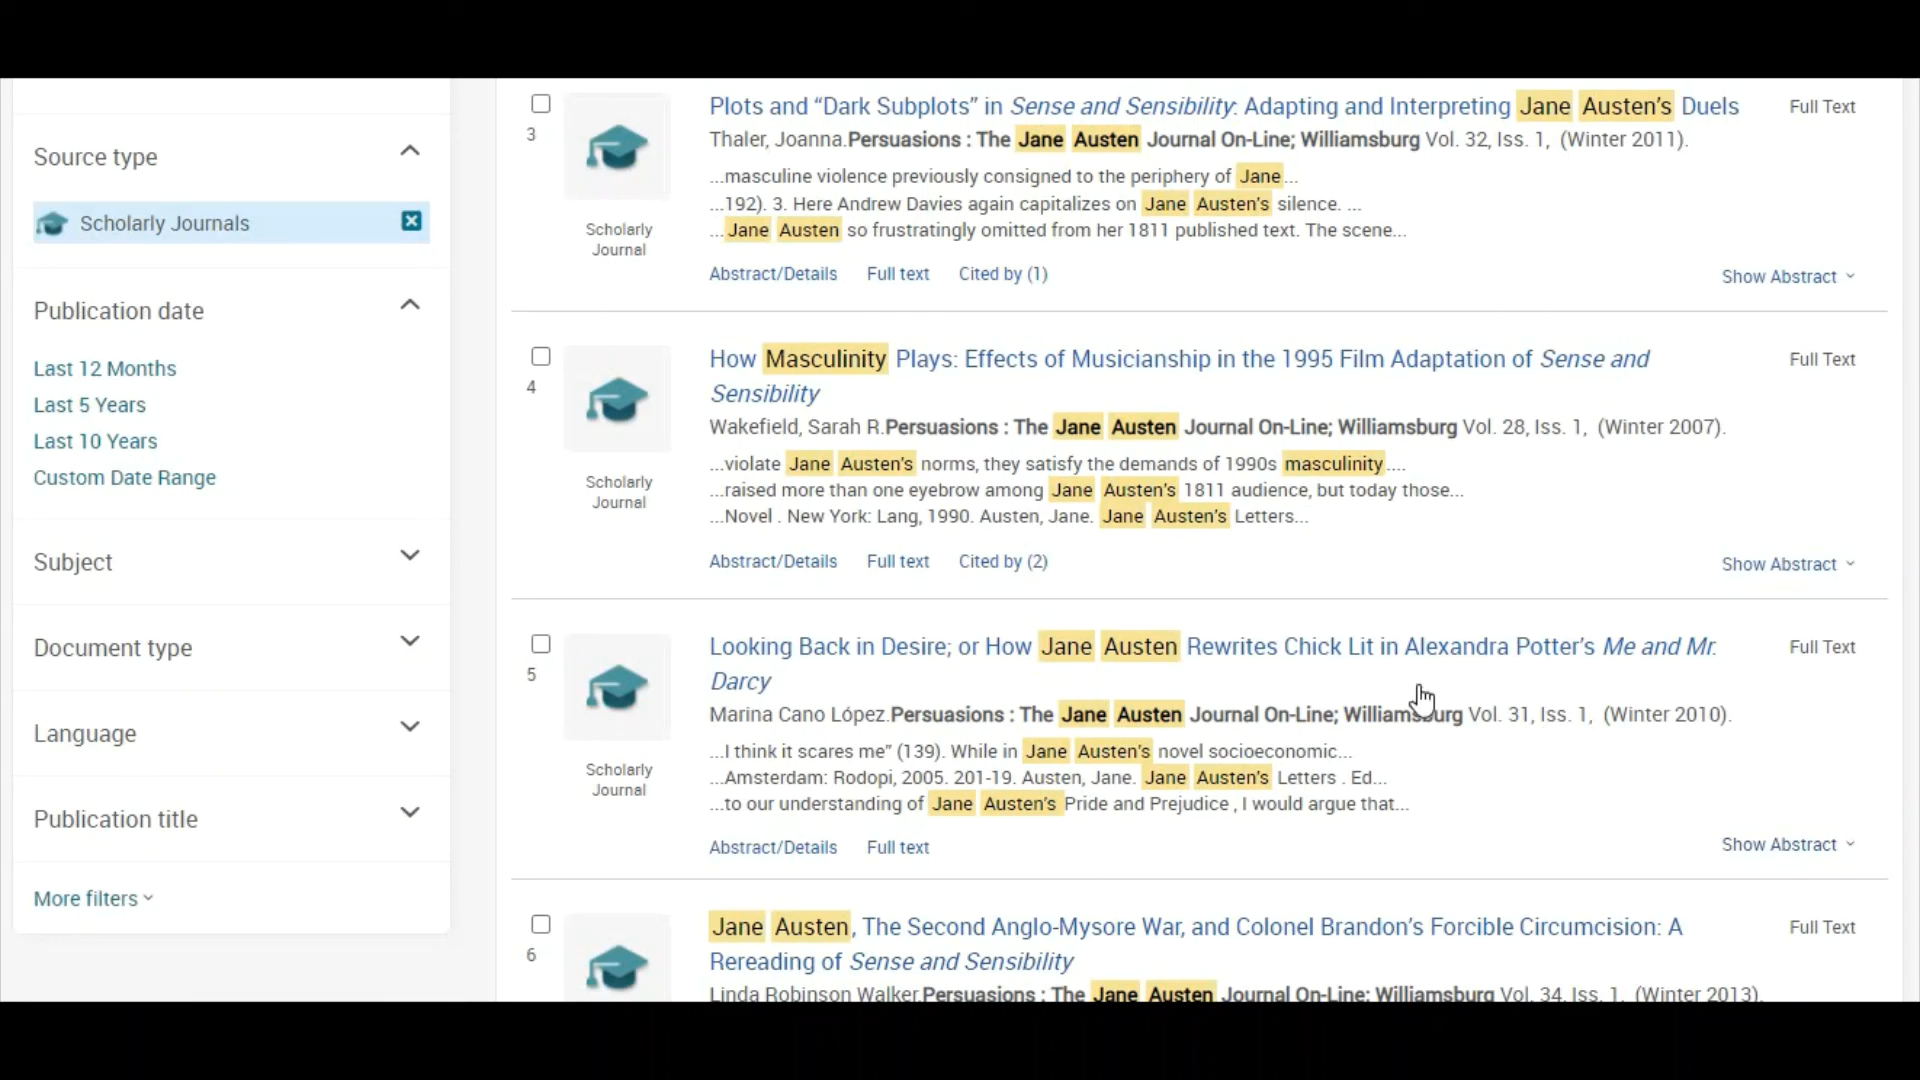 Source type
Scholarly Journals
Publication date
Last 12 Months
Last 5 Years
Last 10 Years
Custom Date Range
Subject
Document type
Language
Publication title
More filters
3
Scholarly
Journal
Plots and “Dark Subplots” in Sense and Sensibility: Adapting and Interpreting Jane Austen’s Duels
Full Text
Thaler, Joanna.Persuasions : The Jane Austen Journal On-Line; Williamsburg Vol. 32, Iss. 1, (Winter 2011).
...masculine violence previously consigned to the periphery of Jane...
...192). 3. Here Andrew Davies again capitalizes on Jane Austen’s silence. ...
...Jane Austen so frustratingly omitted from her 1811 published text. The scene...
Abstract/Details Full text Cited by (1)
Show Abstract
4
Scholarly
Journal
How Masculinity Plays: Effects of Musicianship in the 1995 Film Adaptation of Sense and
Sensibility
Full Text
Wakefield, Sarah R.Persuasions : The Jane Austen Journal On-Line; Williamsburg Vol. 28, Iss. 1, (Winter 2007).
...violate Jane Austen’s norms, they satisfy the demands of 1990s masculinity....
...raised more than one eyebrow among Jane Austen’s 1811 audience, but today those...
...Novel . New York: Lang, 1990. Austen, Jane. Jane Austen’s Letters...
Abstract/Details Full text Cited by (2)
Show Abstract
5
Scholarly
Journal
Looking Back in Desire; or How Jane Austen Rewrites Chick Lit in Alexandra Potter’s Me and Mr.
Darcy
Full Text
Marina Cano López.Persuasions : The Jane Austen Journal On-Line; Williamsburg Vol. 31, Iss. 1, (Winter 2010).
...I think it scares me” (139). While in Jane Austen’s novel socioeconomic...
...Amsterdam: Rodopi, 2005. 201-19. Austen, Jane. Jane Austen’s Letters . Ed...
...to our understanding of Jane Austen’s Pride and Prejudice , I would argue that...
Abstract/Details Full text
Show Abstract
6
Jane Austen, The Second Anglo-Mysore War, and Colonel Brandon’s Forcible Circumcision: A
Rereading of Sense and Sensibility
Full Text
Linda Robinson Walker.Persuasions : The Jane Austen Journal On-Line; Williamsburg Vol. 34, Iss. 1, (Winter 2013).